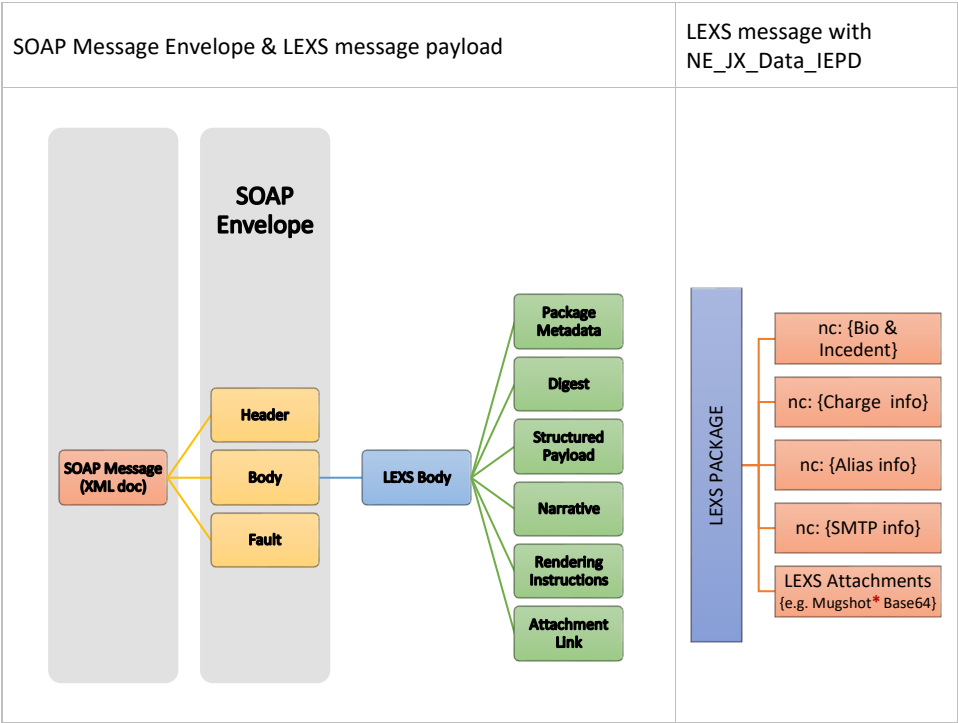 SOAP Message Envelope & LEXS message payload
LEXS message with
NE_JX_Data_IEPD
SOAP
Envelope
SOAP Message
(XML doc)
Header
Body
Fault
LEXS Body
Package
Metadata
Digest
Structured
Payload
Narrative
Rendering
Instructions
Attachment
Link
LEXS PACKAGE
nc: {Bio &
Incedent}
nc: {Charge  info}
nc: {Alias info}
nc: {SMTP info}
LEXS Attachments
{e.g. Mugshot* Base64}